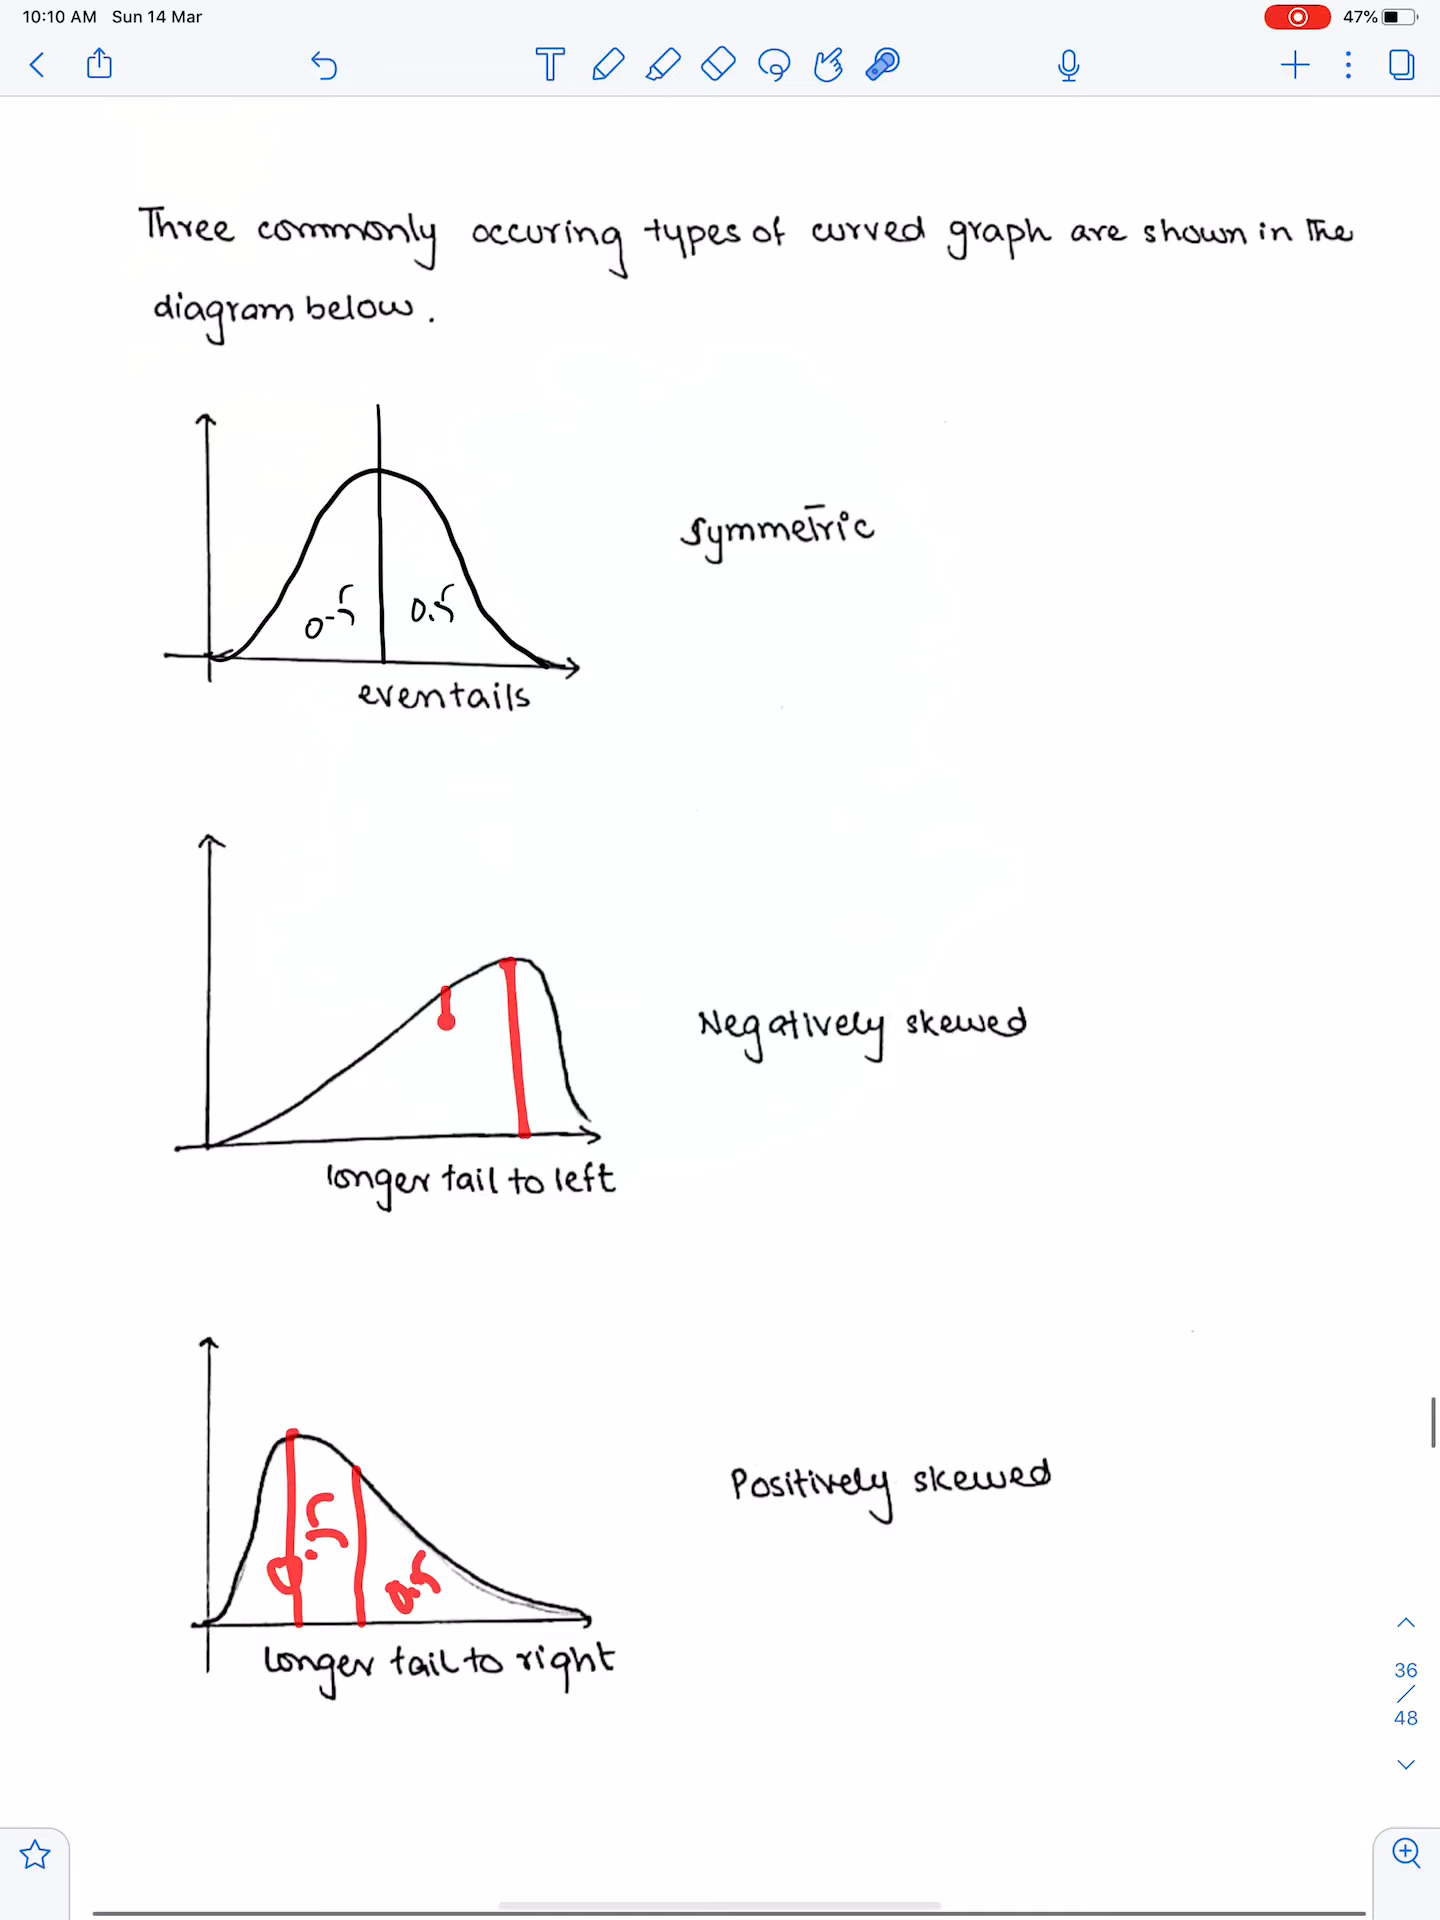 10:10 AM Sun 14 Mar 47%
Three commonly occuring types of curved graph are shown in the
diagram below.
0.5 0.5
Symmetric
even tails
Negatively skewed
longer tail to left
0.5 0.5
Positively skewed
longer tail to right
36
/
48